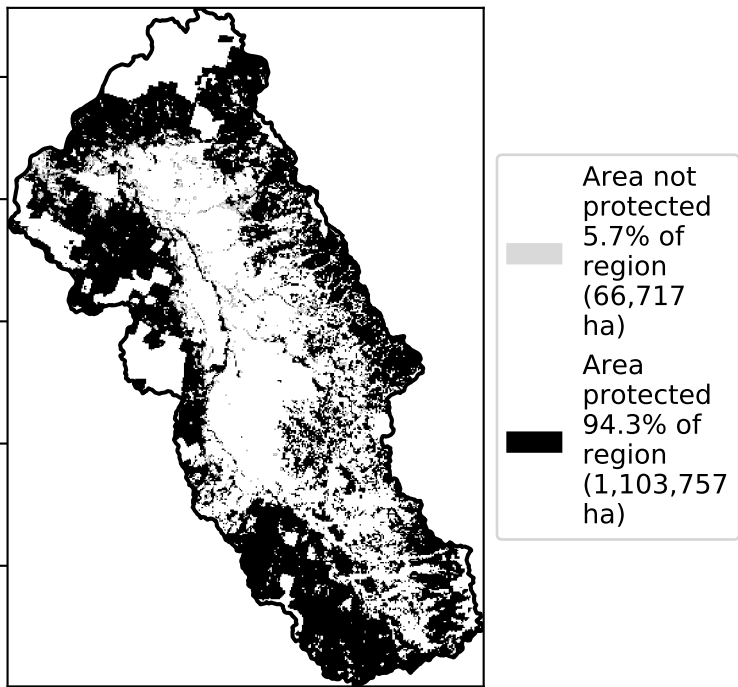 Area not
protected
5.7% of
region
(66,717
ha)
Area
protected
94.3% of
region
(1,103,757
ha)